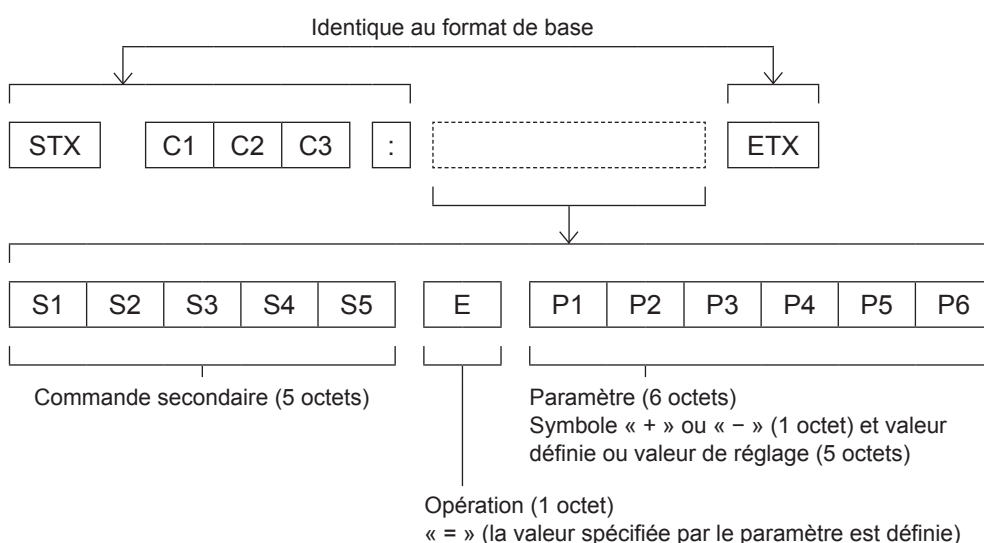 Identique au format de base
STX C1 C2 C3 : ETX
S1 S2 S3 S4 S5 E P1 P2 P3 P4 P5 P6
Commande secondaire (5 octets)
Paramètre (6 octets)
Symbole « + » ou « − » (1 octet) et valeur
définie ou valeur de réglage (5 octets)
Opération (1 octet)
« = » (la valeur spécifiée par le paramètre est définie)